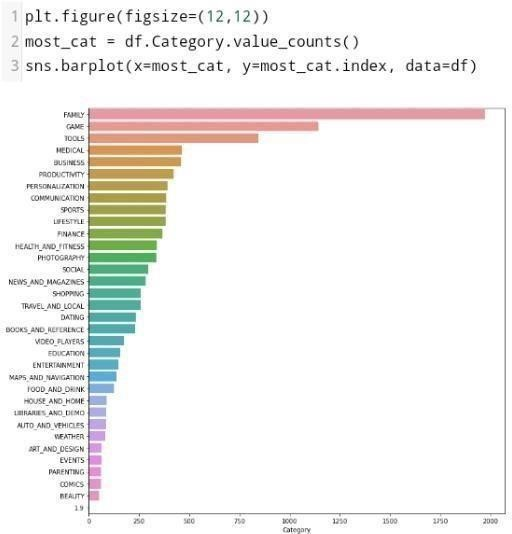 1 plt.figure(figsize=(12,12))
2 most_cat = df.Category.value_counts()
3 sns.barplot(x=most_cat, y=most_cat.index, data=df)
FAMILY
GAME
TOOLS
MEDICAL
BUSINESS
PRODUCTIVITY
PERSONALIZATION
COMMUNICATION
SPORTS
LIFESTYLE
FINANCE
HEALTH_AND_FITNESS
PHOTOGRAPHY
SOCIAL
NEWS_AND_MAGAZINES
SHOPPING
TRAVEL_AND_LOCAL
DATING
BOOKS_AND_REFERENCE
VIDEO_PLAYERS
EDUCATION
ENTERTAINMENT
MAPS_AND_NAVIGATION
FOOD_AND_DRINK
HOUSE_AND_HOME
LIBRARIES_AND_DEMO
AUTO_AND_VEHICLES
WEATHER
ART_AND_DESIGN
EVENTS
PARENTING
COMICS
BEAUTY
1.9
0 250 500 750 1000 1250 1500 1750 2000
Category